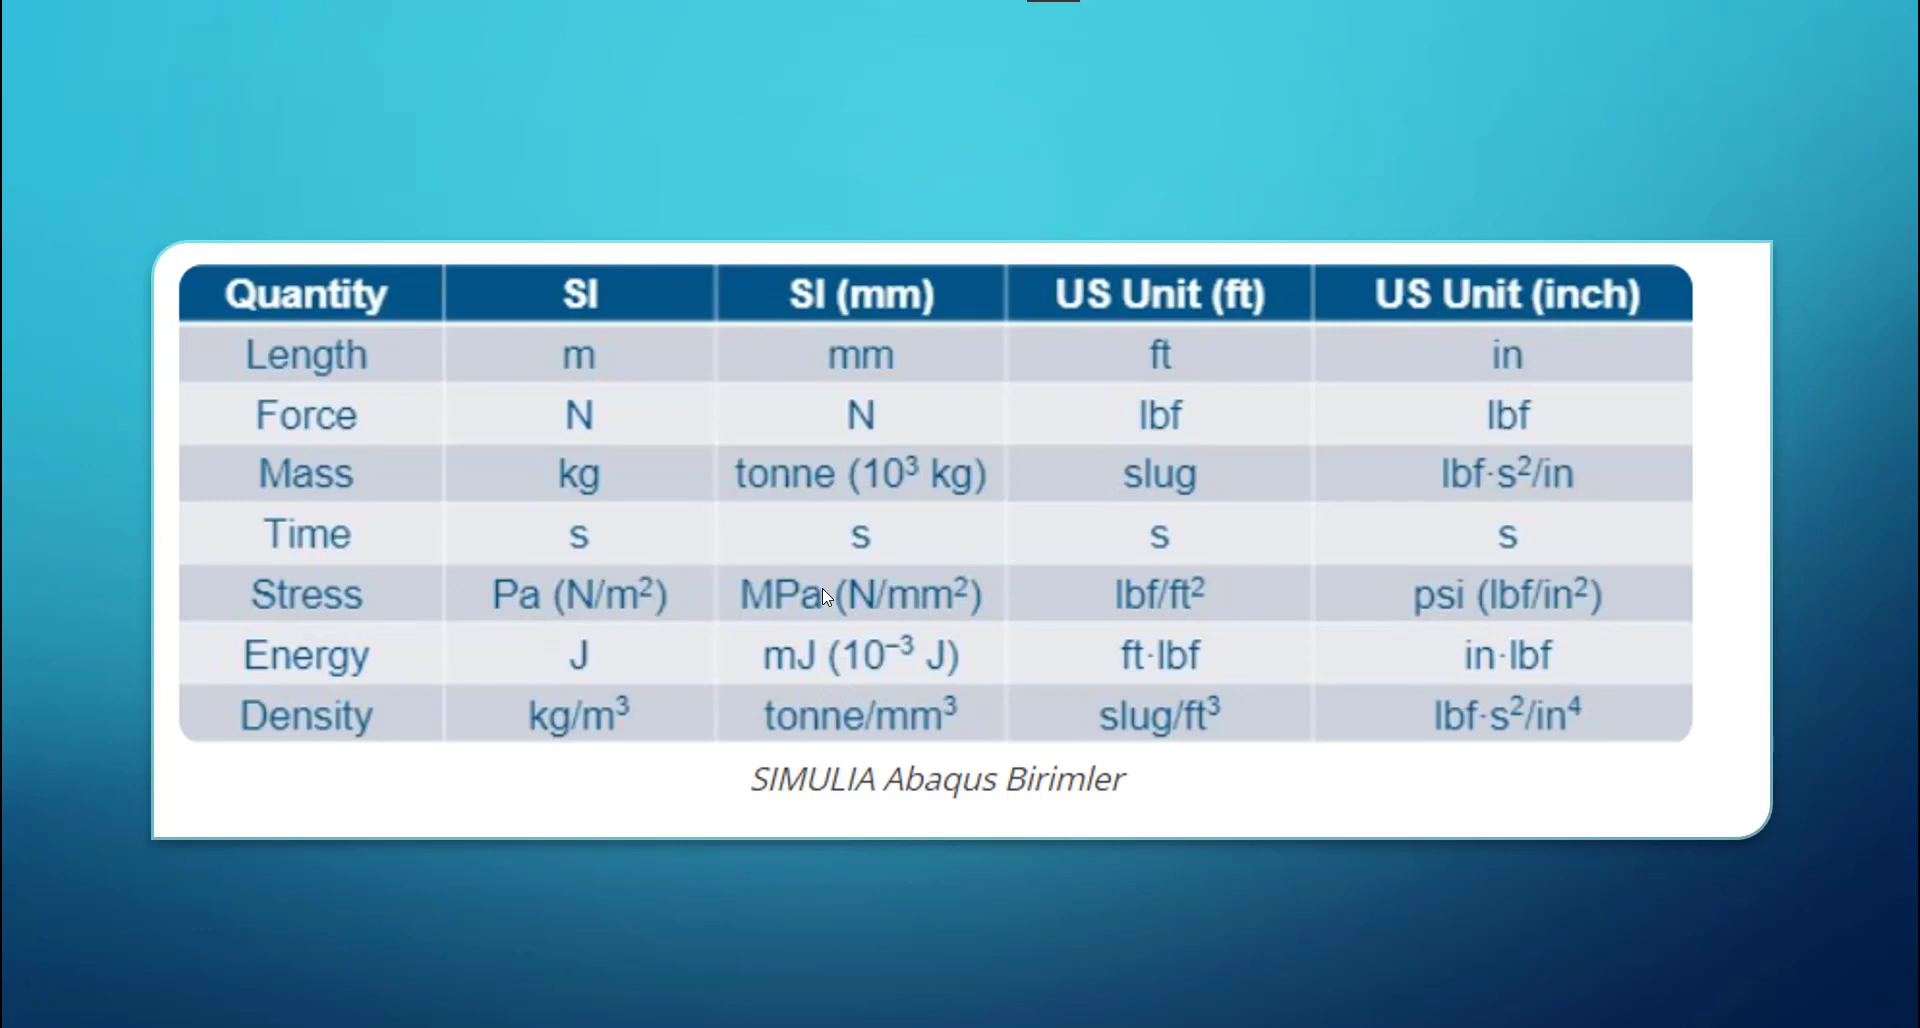 Quantity SI SI (mm) US Unit (ft) US Unit (inch)
Length m mm ft in
Force N N lbf lbf
Mass kg tonne (10³ kg) slug lbf·s²/in
Time s s s s
Stress Pa (N/m²) MPa (N/mm²) lbf/ft² psi (lbf/in²)
Energy J mJ (10⁻³ J) ft·lbf in·lbf
Density kg/m³ tonne/mm³ slug/ft³ lbf·s²/in⁴
SIMULIA Abaqus Birimler